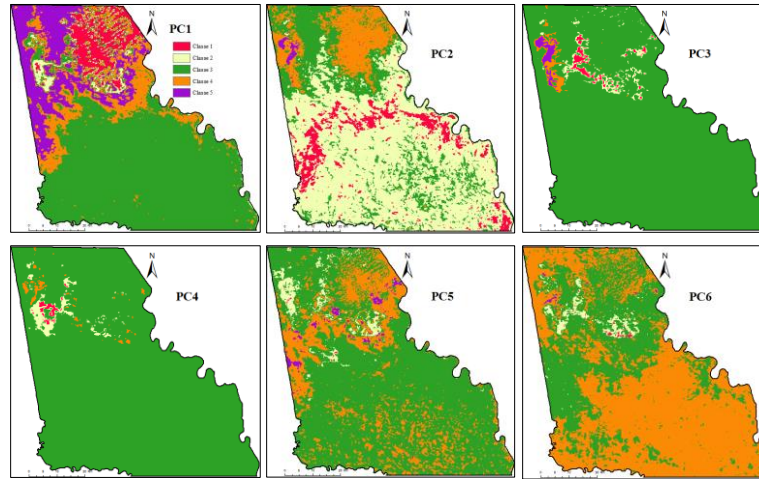 N
PC1
Classe 1
Classe 2
Classe 3
Classe 4
Classe 5
N
PC2
N
PC3
N
PC4
N
PC5
N
PC6